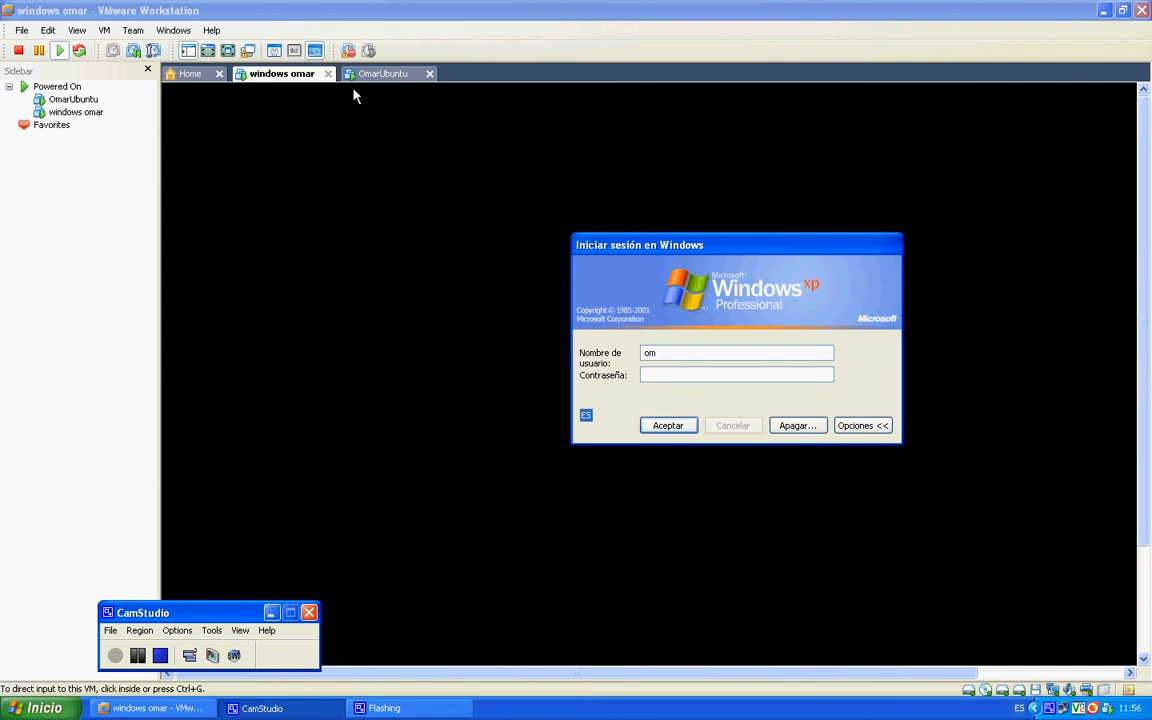 windows omar - VMware Workstation
File Edit View VM Team Windows Help
Sidebar
Home windows omar OmarUbuntu
Powered On
OmarUbuntu
windows omar
Favorites
Iniciar sesión en Windows
Microsoft
Windows xp
Professional
Copyright © 1985-2001
Microsoft Corporation
Microsoft
Nombre de
usuario:
om
Contraseña:
ES
Aceptar Cancelar Apagar... Opciones <<
CamStudio
File Region Options Tools View Help
SWF
To direct input to this VM, click inside or press Ctrl+G.
Inicio windows omar - VMw... CamStudio Flashing ES 11:56